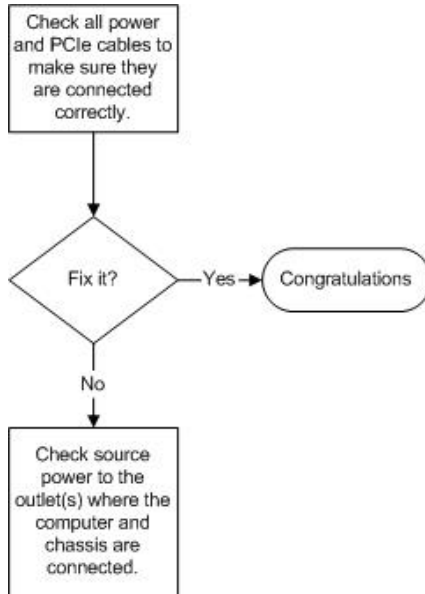 Check all power
and PCIe cables to
make sure they
are connected
correctly.
Fix it?
Yes
Congratulations
No
Check source
power to the
outlet(s) where the
computer and
chassis are
connected.